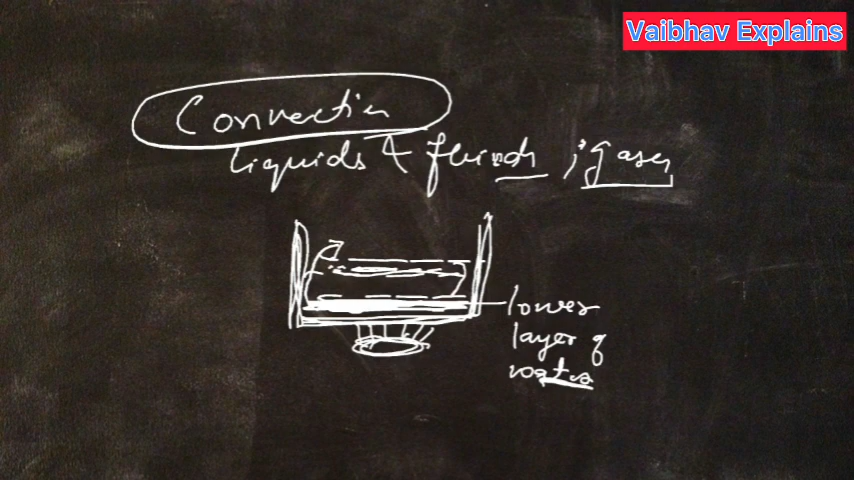 Vaibhav Explains
Convection
liquids & fluids ; gases
lower
layer of
water